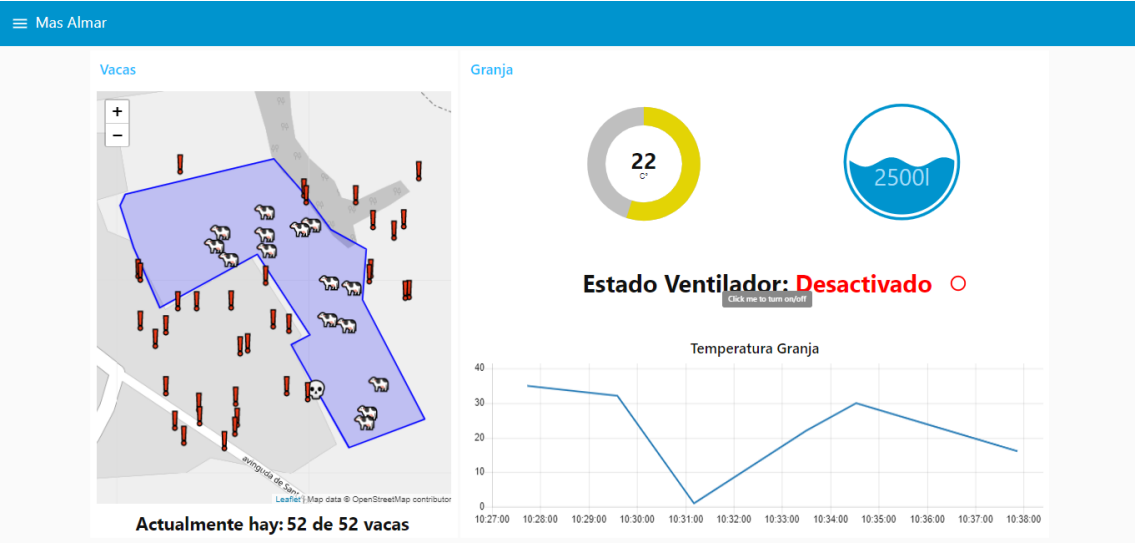 Mas Almar
Vacas
+
−
avinguda de Sant
Leaflet | Map data © OpenStreetMap contributor
Actualmente hay: 52 de 52 vacas
Granja
22
C°
2500l
Estado Ventilador: Desactivado
Click me to turn on/off
Temperatura Granja
40
30
20
10
0
10:27:00 10:28:00 10:29:00 10:30:00 10:31:00 10:32:00 10:33:00 10:34:00 10:35:00 10:36:00 10:37:00 10:38:00